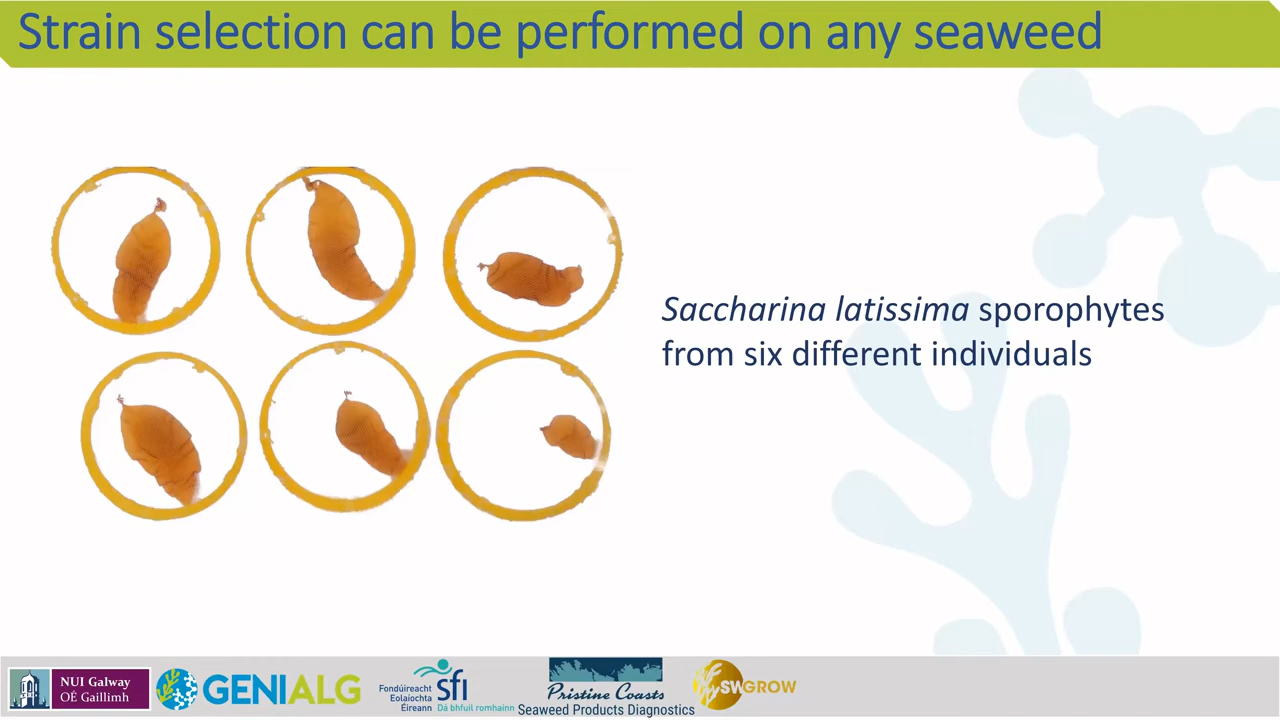 Strain selection can be performed on any seaweed
Saccharina latissima sporophytes
from six different individuals
NUI Galway
OÉ Gaillimh
GENIALG
Fondúireacht
Eolaíochta
Éireann
sfi
Dá bhfuil romhainn
Pristine Coasts
Seaweed Products Diagnostics
SWGROW